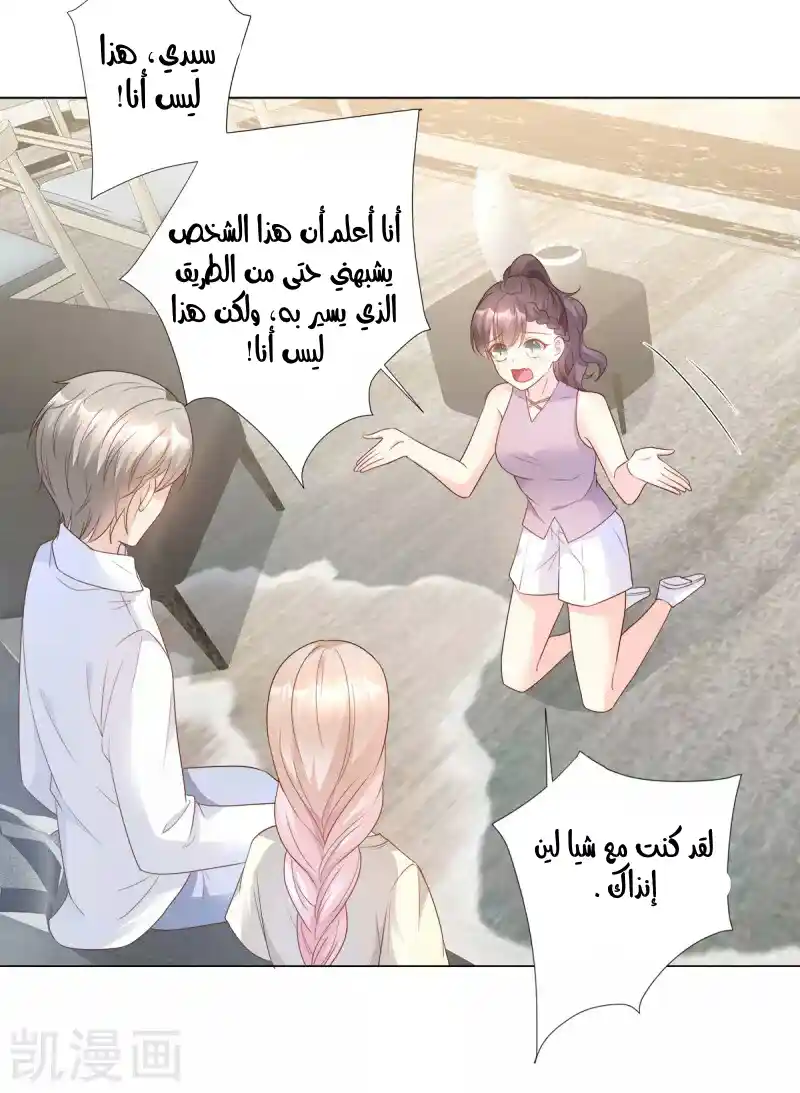 سيدي، هذا
ليس أنا!
أنا أعلم أن هذا الشخص
يشبهني حتى من الطريق
الذي يسير به، ولكن هذا
ليس أنا!
لقد كنت مع شيا لين
إنذاك .
凯漫画